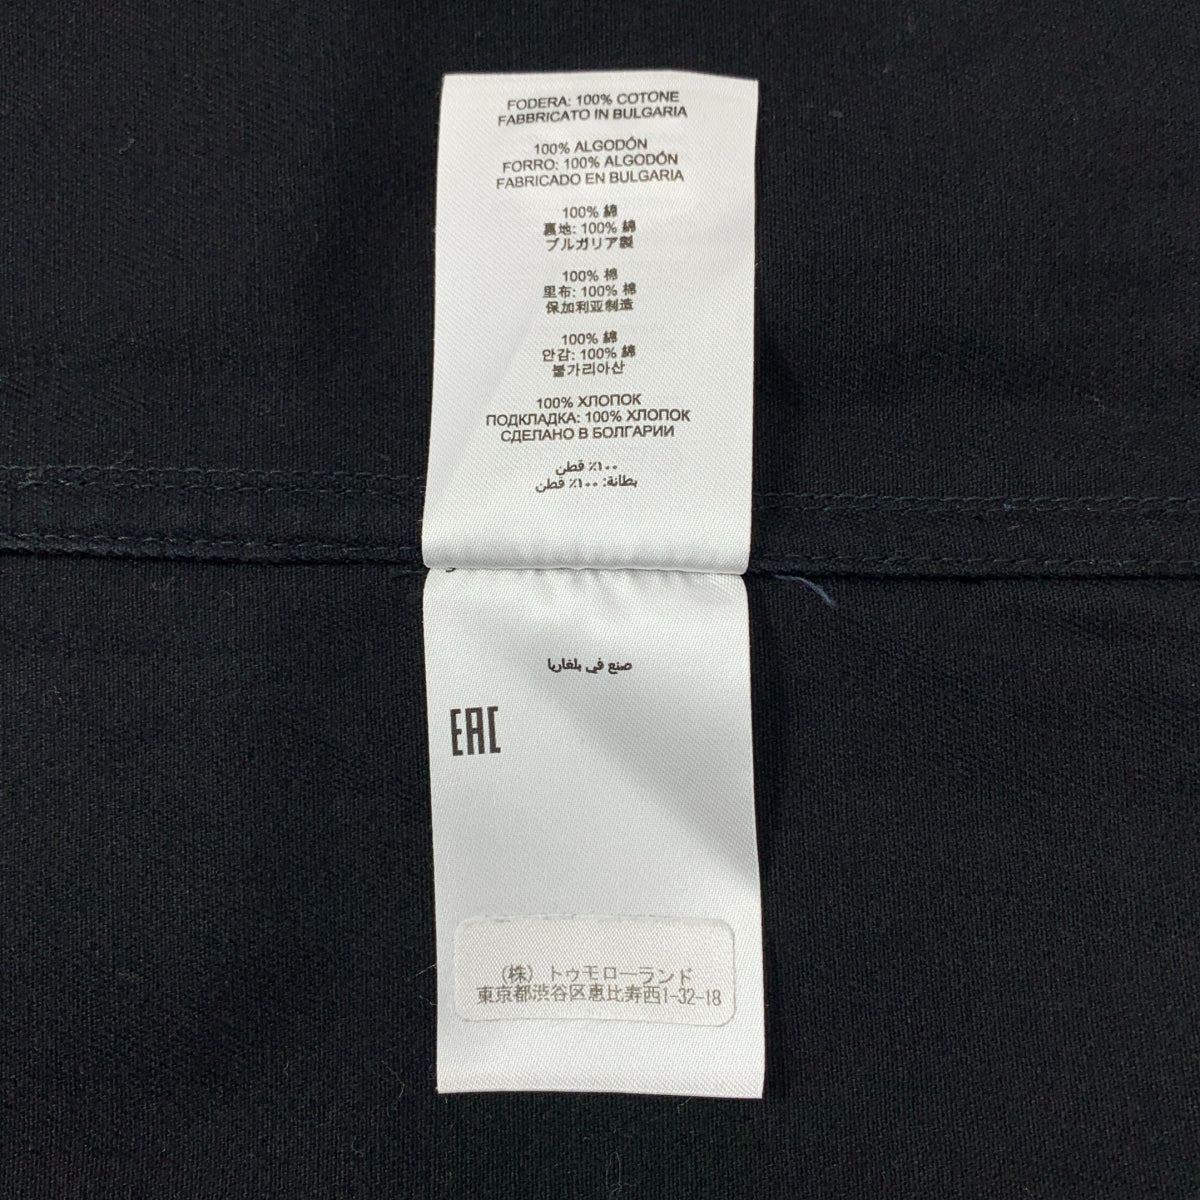 FODERA: 100% COTONE
FABBRICATO IN BULGARIA
100% ALGODÓN
FORRO: 100% ALGODÓN
FABRICADO EN BULGARIA
100% 綿
裏地: 100% 綿
ブルガリア製
100% 棉
里布: 100% 棉
保加利亚制造
100% 綿
안감: 100% 綿
불가리아산
100% ХЛОПОК
ПОДКЛАДКА: 100% ХЛОПОК
СДЕЛАНО В БОЛГАРИИ
١٠٠٪ قطن
بطانة: ١٠٠٪ قطن
صنع في بلغاريا
EAC
(株) トゥモローランド
東京都渋谷区恵比寿西1-32-18